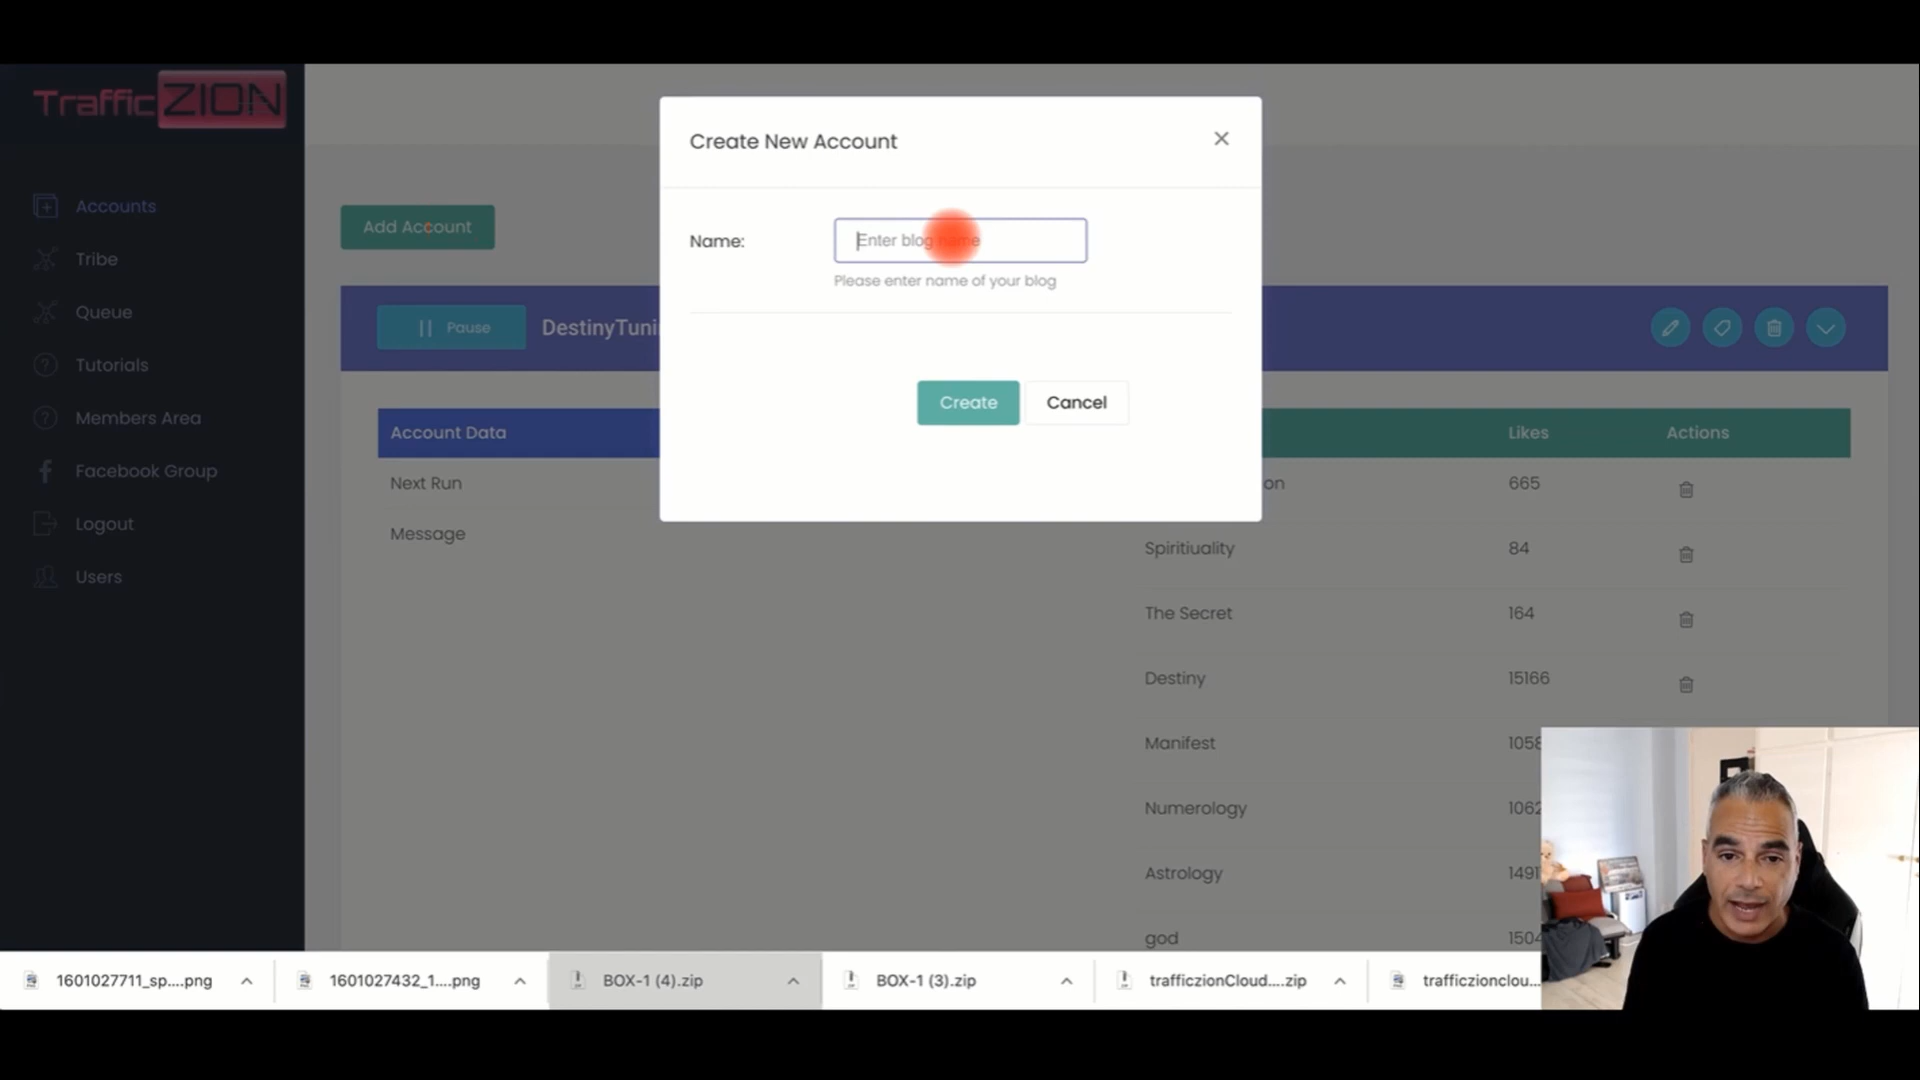 TrafficZION
Accounts
Tribe
Queue
Tutorials
Members Area
Facebook Group
Logout
Users
Add Account
Pause
DestinyTuni
Account Data
Next Run
Message
Create New Account
Name:
Enter blog name
Please enter name of your blog
Create
Cancel
Likes
Actions
on
665
Spiritiuality
84
The Secret
164
Destiny
15166
Manifest
1058
Numerology
1062
Astrology
1491
god
1504
1601027711_sp....png
1601027432_1....png
BOX-1 (4).zip
BOX-1 (3).zip
trafficzionCloud....zip
trafficzionclou...